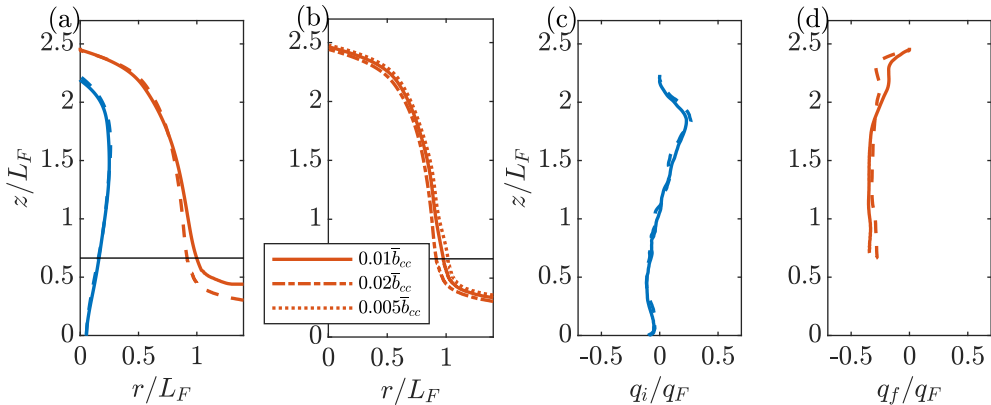 (a) (b) (c) (d)
2.5 2.5 2.5 2.5
2 2 2 2
1.5 1.5 1.5 1.5
z/L_F z/L_F
1 1 1 1
0.01b̅_cc
0.5 0.02b̅_cc 0.5 0.5
0.005b̅_cc
0 0 0 0
0 0.5 1 0 0.5 1 -0.5 0 0.5 -0.5 0 0.5
r/L_F r/L_F q_i/q_F q_f/q_F